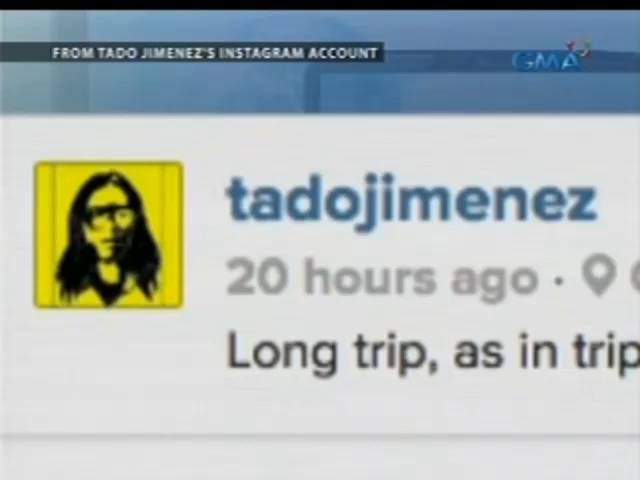 FROM TADO JIMENEZ'S INSTAGRAM ACCOUNT
GMA
tadojimenez
20 hours ago ·
Long trip, as in trip